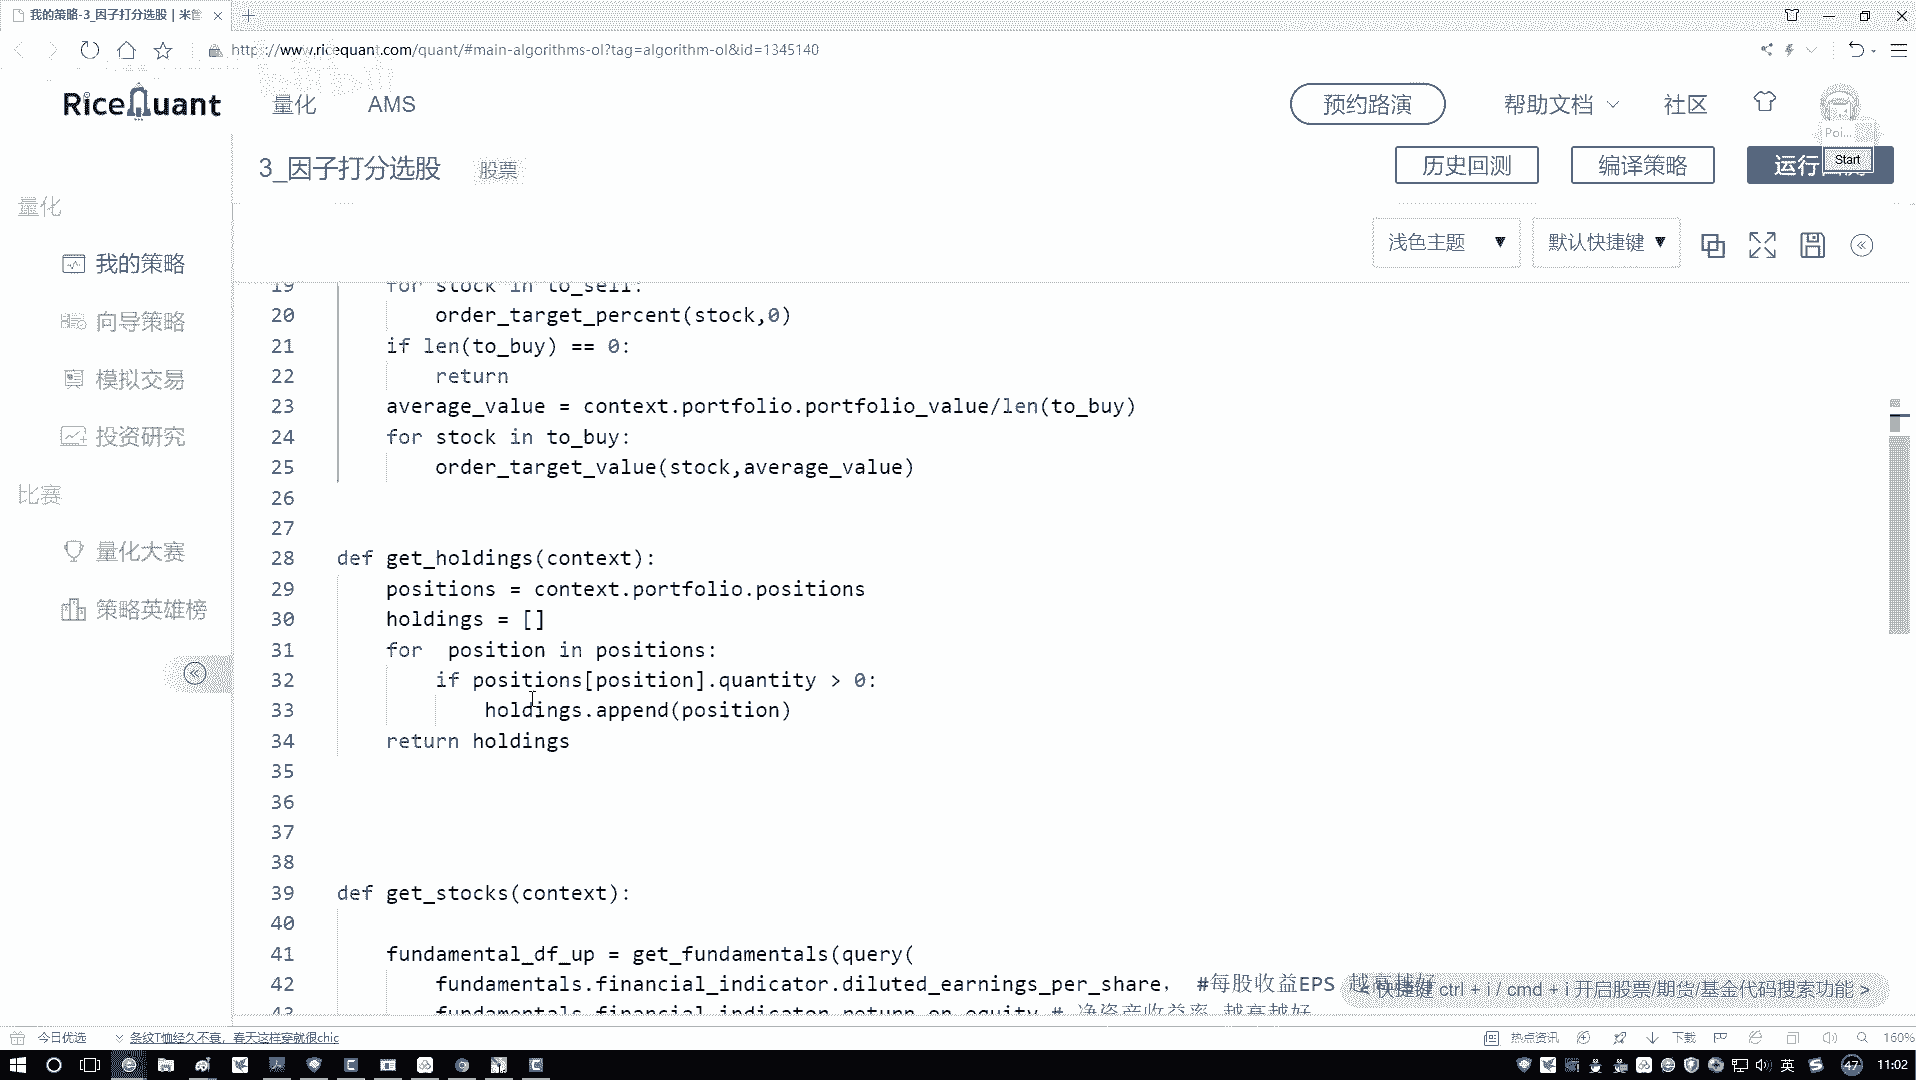 我的策略-3_因子打分选股 | 米
https://www.ricequant.com/quant/#main-algorithms-ol?tag=algorithm-ol&id=1345140
RiceQuant
量化
AMS
预约路演
帮助文档
社区
Poi...
Start
3_因子打分选股
股票
历史回测
编译策略
运行
量化
我的策略
向导策略
模拟交易
投资研究
比赛
量化大赛
策略英雄榜
浅色主题
默认快捷键
19 for stock in to_sell:
20 order_target_percent(stock,0)
21 if len(to_buy) == 0:
22 return
23 average_value = context.portfolio.portfolio_value/len(to_buy)
24 for stock in to_buy:
25 order_target_value(stock,average_value)
26
27
28 def get_holdings(context):
29 positions = context.portfolio.positions
30 holdings = []
31 for  position in positions:
32 if positions[position].quantity > 0:
33 holdings.append(position)
34 return holdings
35
36
37
38
39 def get_stocks(context):
40
41 fundamental_df_up = get_fundamentals(query(
42 fundamentals.financial_indicator.diluted_earnings_per_share, #每股收益EPS 越高越好
43 fundamentals.financial_indicator.return_on_equity,# 净资产收益率 越高越好
< 快捷键 ctrl + i / cmd + i 开启股票/期货/基金代码搜索功能 >
今日优选
条纹T恤经久不衰，春天这样穿就很chic
热点资讯
下载
160%
英
47
11:02